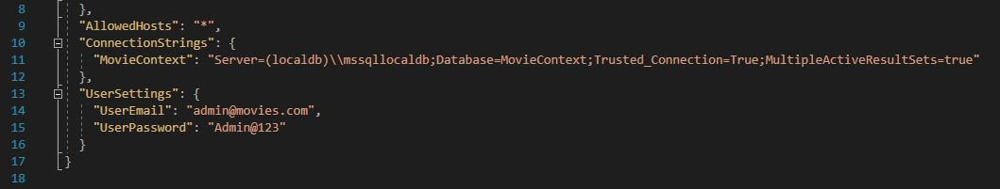 8 },
9 "AllowedHosts": "*",
10 "ConnectionStrings": {
11 "MovieContext": "Server=(localdb)\\mssqllocaldb;Database=MovieContext;Trusted_Connection=True;MultipleActiveResultSets=true"
12 },
13 "UserSettings": {
14 "UserEmail": "admin@movies.com",
15 "UserPassword": "Admin@123"
16 }
17 }
18